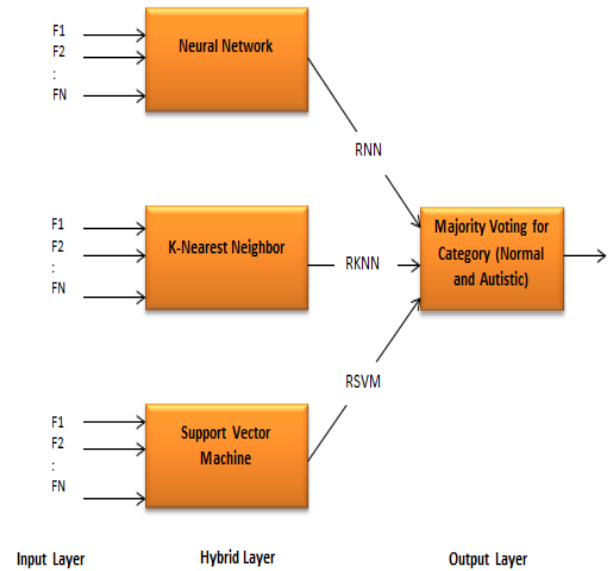 F1
F2
:
FN
Neural Network
RNN
F1
F2
:
FN
K-Nearest Neighbor
RKNN
Majority Voting for
Category (Normal
and Autistic)
RSVM
F1
F2
:
FN
Support Vector
Machine
Input Layer
Hybrid Layer
Output Layer